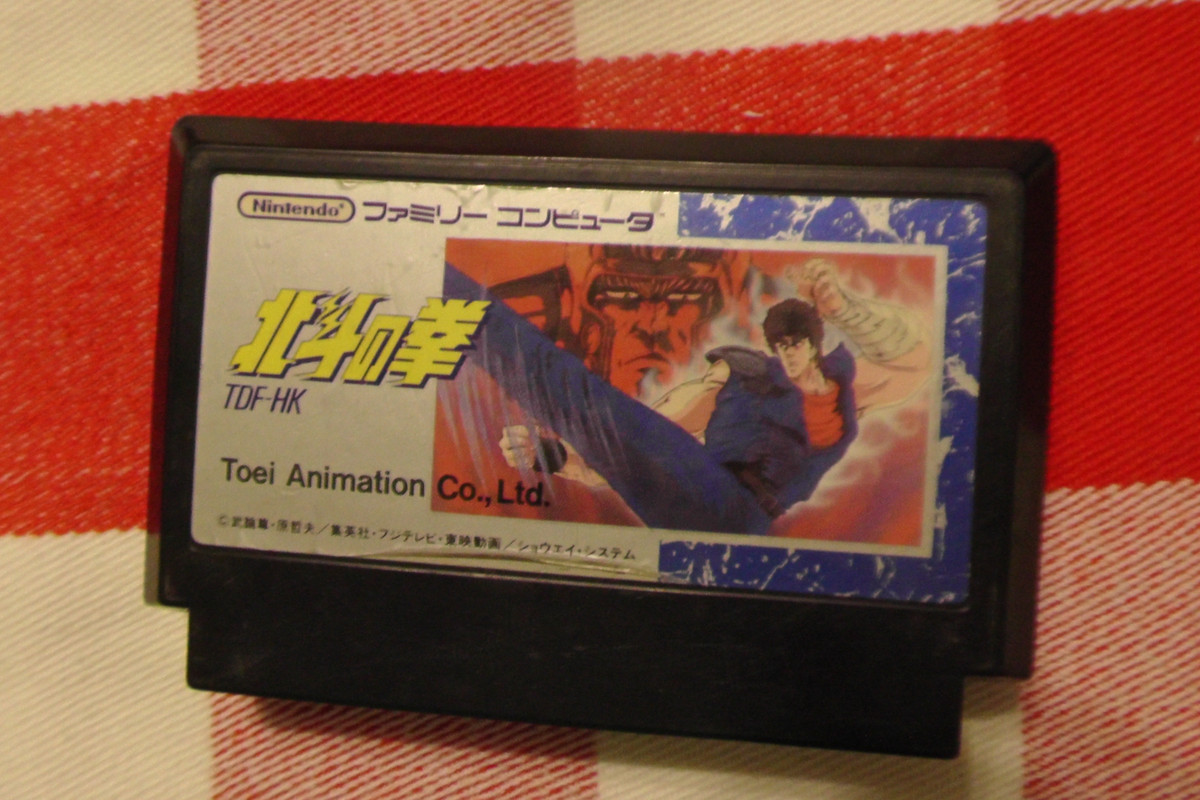 Nintendo® ファミリー コンピュータ™
北斗の拳
TDF-HK
Toei Animation Co., Ltd.
©武論尊・原哲夫／集英社・フジテレビ・東映動画／ショウエイ・システム